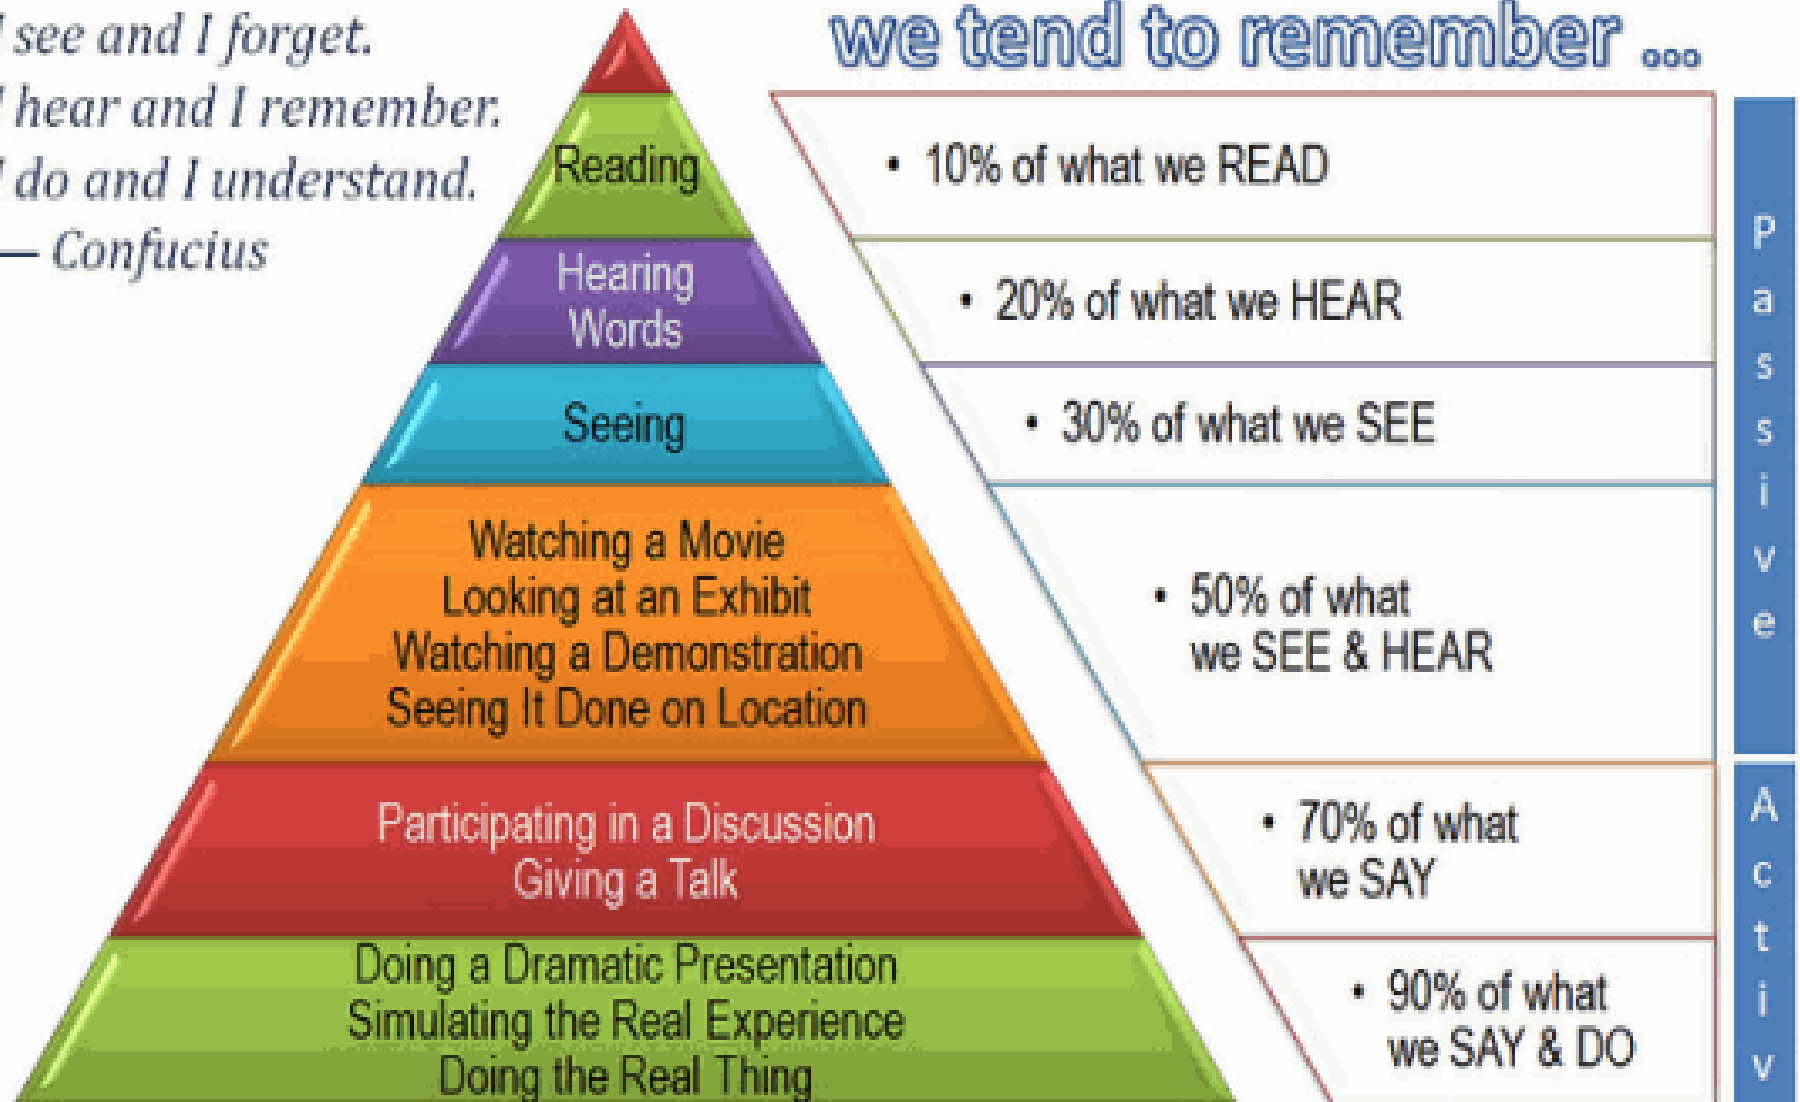 I see and I forget.
I hear and I remember.
I do and I understand.
— Confucius
we tend to remember ...
Reading
• 10% of what we READ
Hearing
Words
• 20% of what we HEAR
Seeing
• 30% of what we SEE
Watching a Movie
Looking at an Exhibit
Watching a Demonstration
Seeing It Done on Location
• 50% of what
we SEE & HEAR
Participating in a Discussion
Giving a Talk
• 70% of what
we SAY
Doing a Dramatic Presentation
Simulating the Real Experience
Doing the Real Thing
• 90% of what
we SAY & DO
Passive
Activ